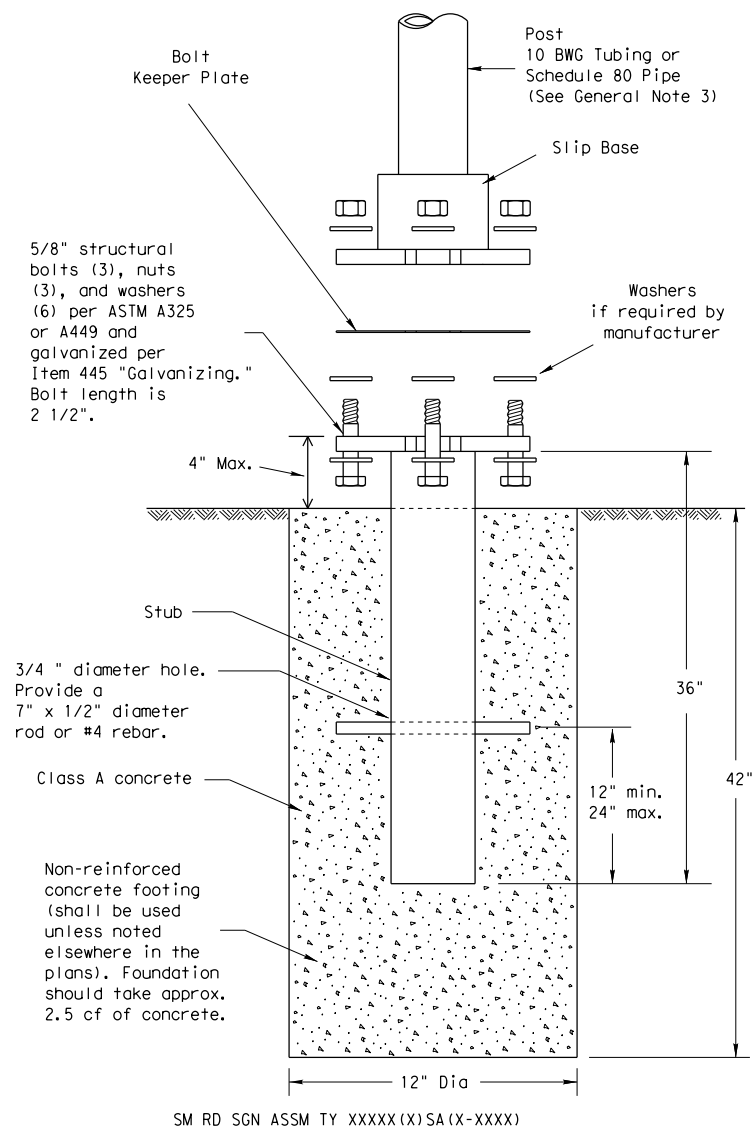 Post
10 BWG Tubing or
Schedule 80 Pipe
(See General Note 3)
Bolt
Keeper Plate
Slip Base
5/8" structural
bolts (3), nuts
(3), and washers
(6) per ASTM A325
or A449 and
galvanized per
Item 445 "Galvanizing."
Bolt length is
2 1/2".
Washers
if required by
manufacturer
4" Max.
Stub
3/4 " diameter hole.
Provide a
7" x 1/2" diameter
rod or #4 rebar.
36"
Class A concrete
12" min.
24" max.
42"
Non-reinforced
concrete footing
(shall be used
unless noted
elsewhere in the
plans). Foundation
should take approx.
2.5 cf of concrete.
12" Dia
SM RD SGN ASSM TY XXXXX(X)SA(X-XXXX)